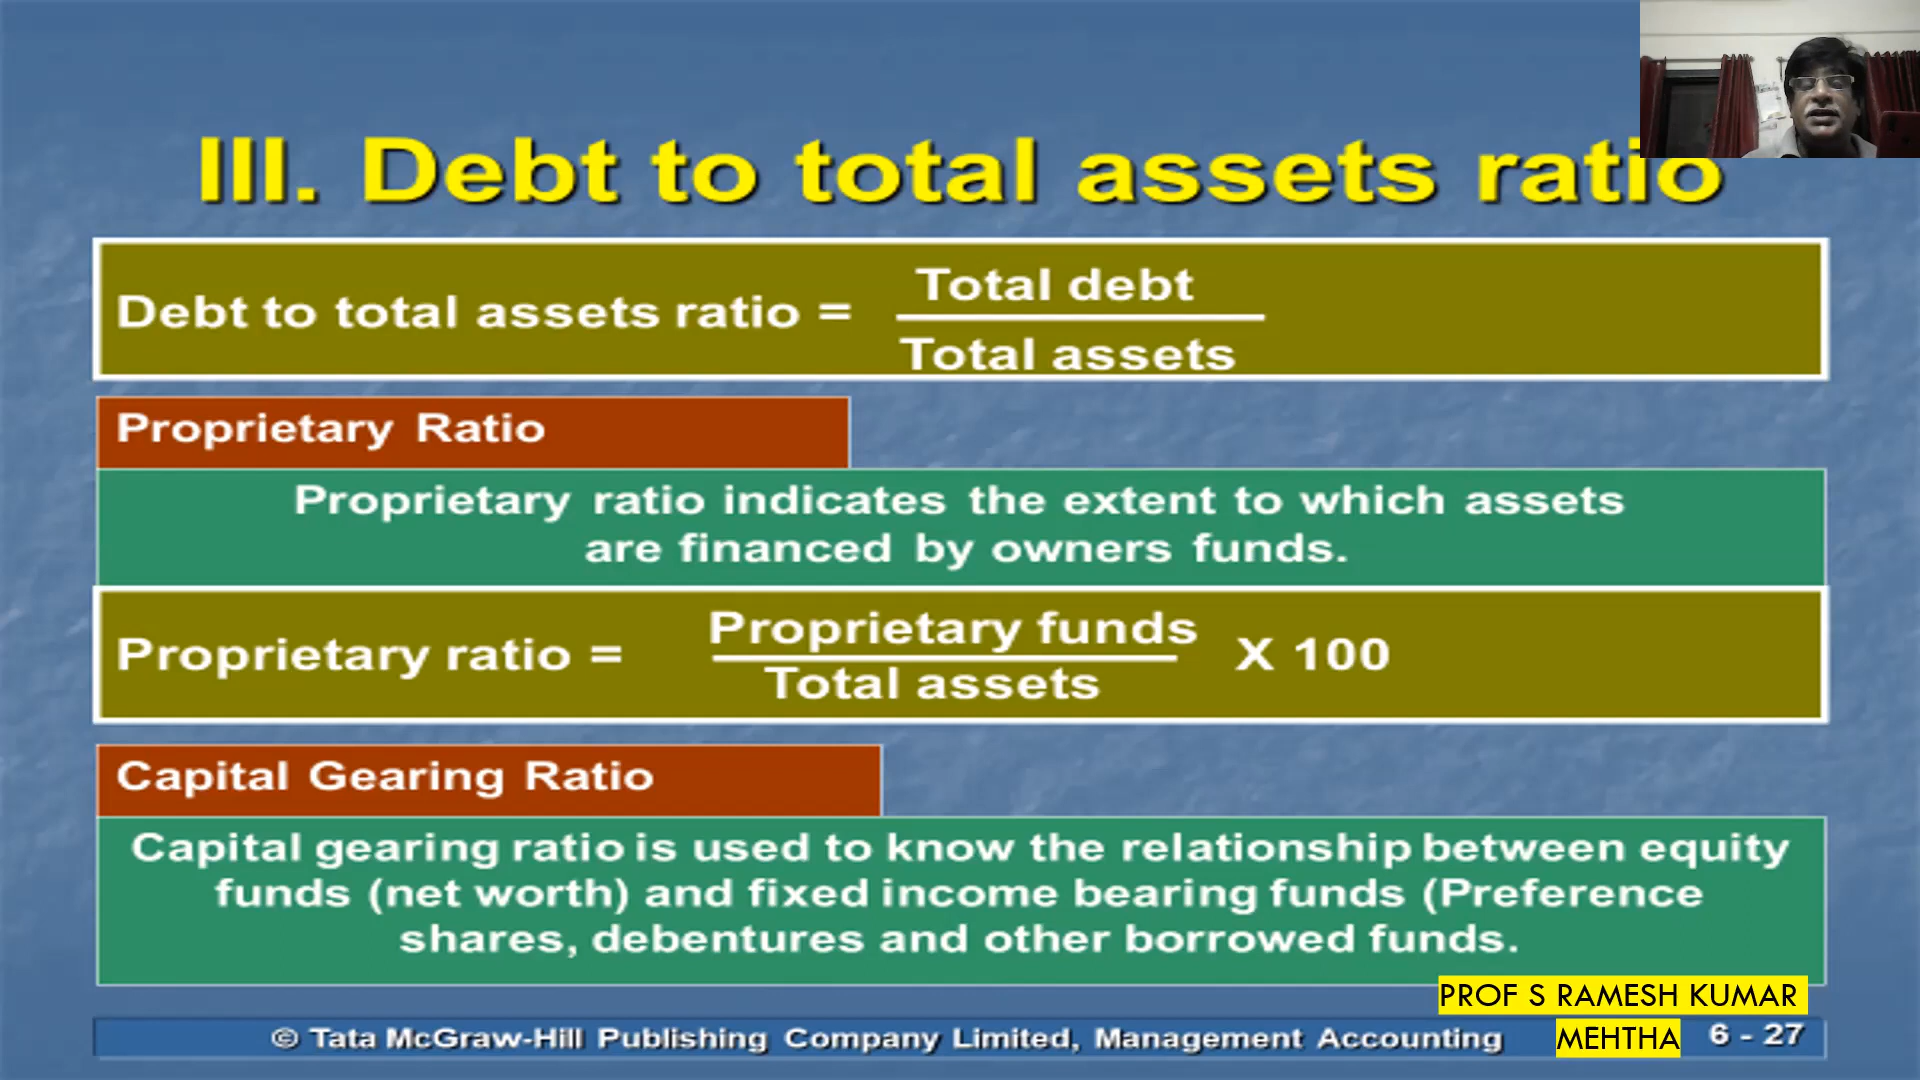 III. Debt to total assets ratio
Debt to total assets ratio =
Total debt
Total assets
Proprietary Ratio
Proprietary ratio indicates the extent to which assets
are financed by owners funds.
Proprietary ratio =
Proprietary funds
Total assets
X 100
Capital Gearing Ratio
Capital gearing ratio is used to know the relationship between equity
funds (net worth) and fixed income bearing funds (Preference
shares, debentures and other borrowed funds.
PROF S RAMESH KUMAR
MEHTHA
© Tata McGraw-Hill Publishing Company Limited, Management Accounting
6 - 27